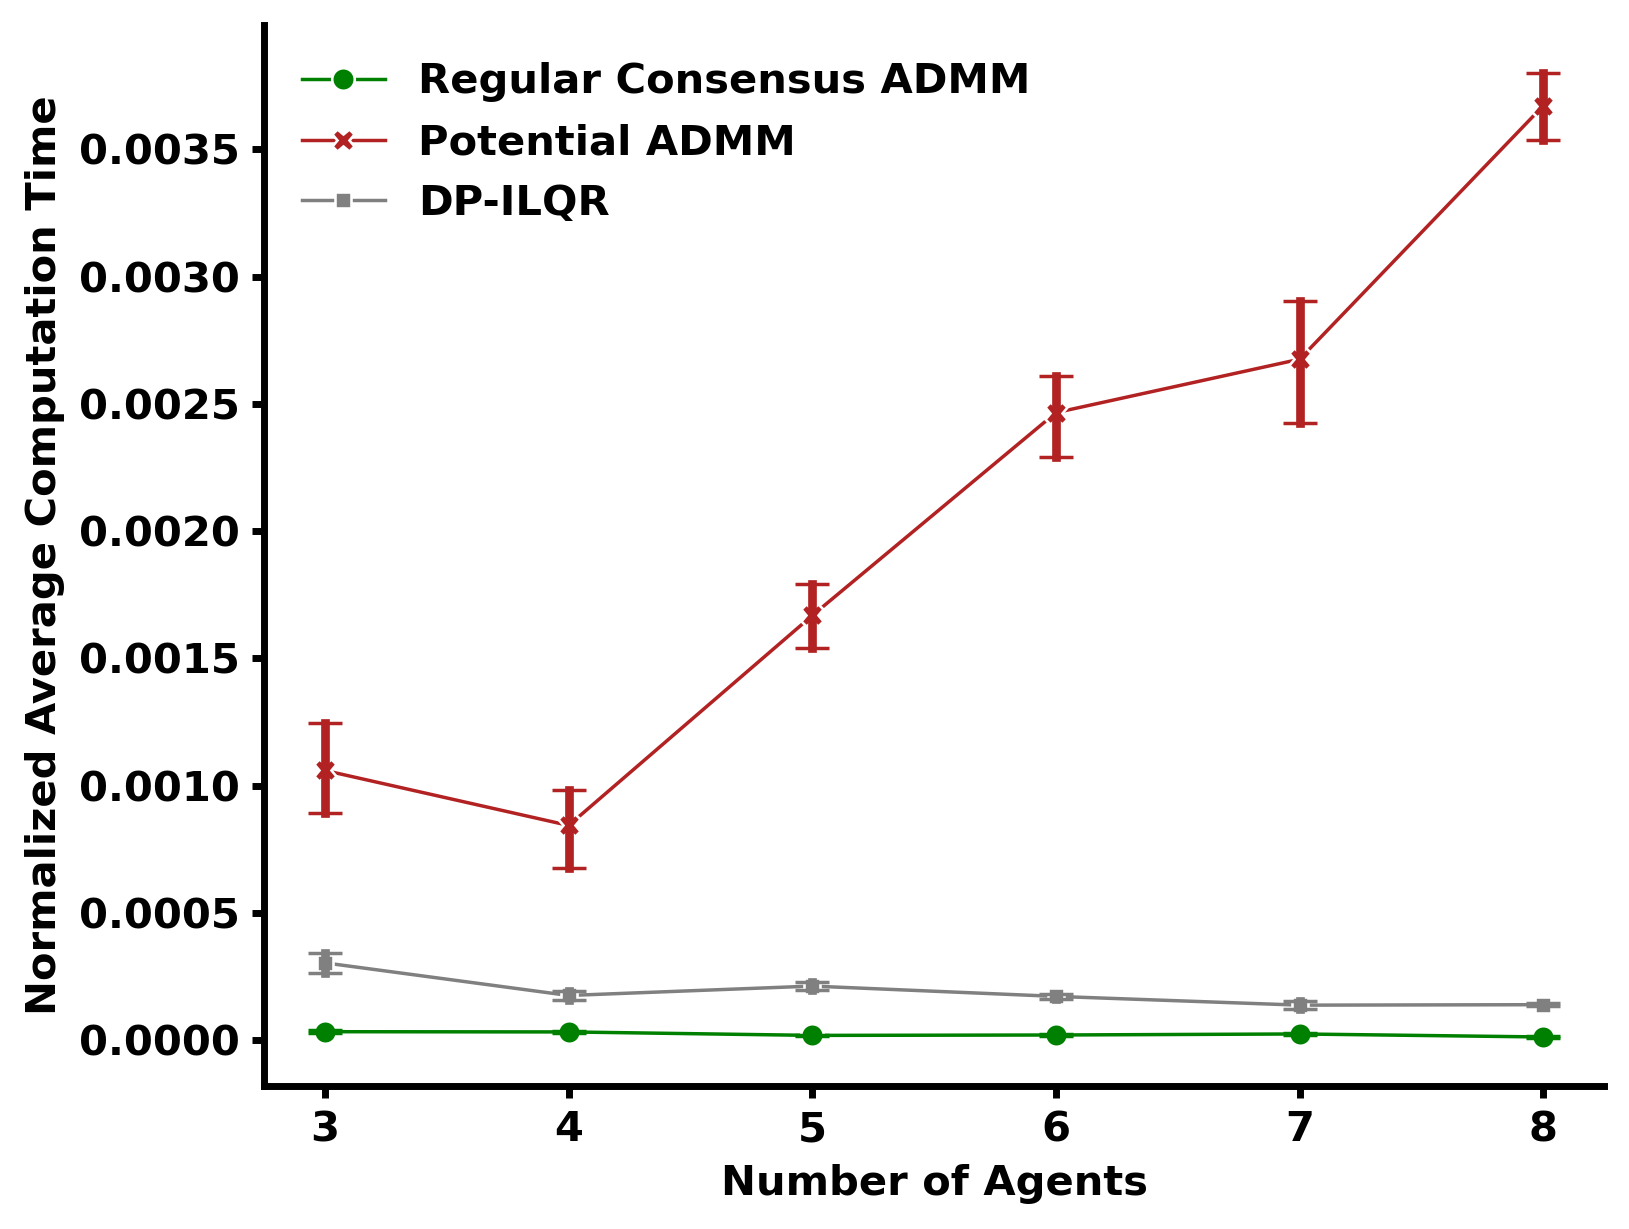 Regular Consensus ADMM
Potential ADMM
DP-ILQR
Normalized Average Computation Time
0.0035
0.0030
0.0025
0.0020
0.0015
0.0010
0.0005
0.0000
3 4 5 6 7 8
Number of Agents